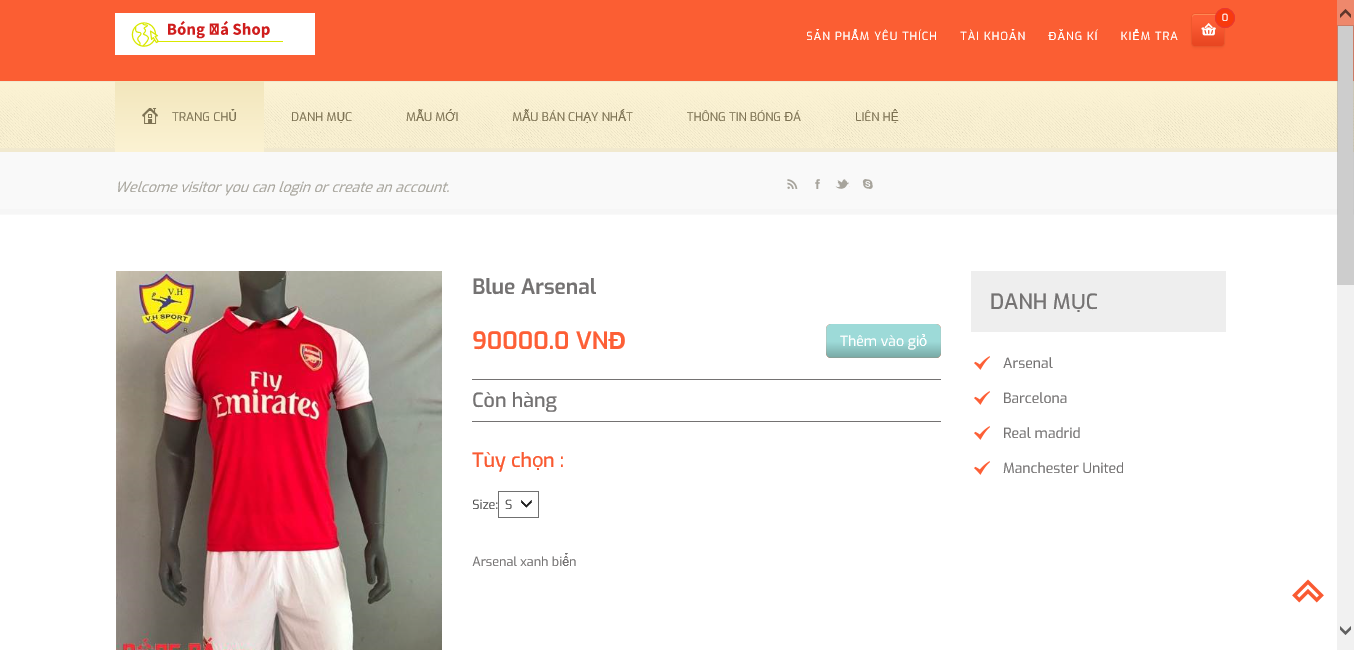 Bóng �á Shop
SẢN PHẨM YÊU THÍCH TÀI KHOẢN ĐĂNG KÍ KIỂM TRA 0
TRANG CHỦ DANH MỤC MẪU MỚI MẪU BÁN CHẠY NHẤT THÔNG TIN BÓNG ĐÁ LIÊN HỆ
Welcome visitor you can login or create an account.
V.H
V.H SPORT
R
Fly
Emirates
Arsenal
Blue Arsenal
90000.0 VNĐ Thêm vào giỏ
Còn hàng
Tùy chọn :
Size: S
Arsenal xanh biển
DANH MỤC
Arsenal
Barcelona
Real madrid
Manchester United